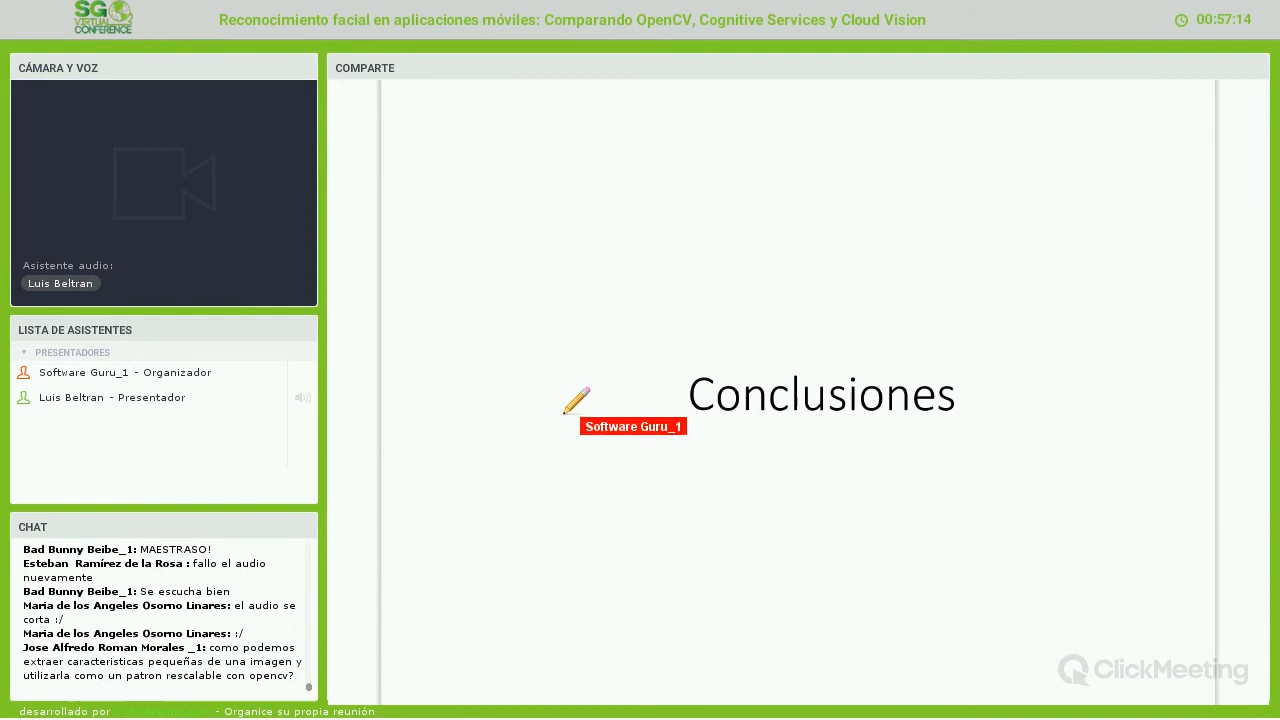 SG
VIRTUAL
CONFERENCE
Reconocimiento facial en aplicaciones móviles: Comparando OpenCV, Cognitive Services y Cloud Vision
00:57:14
CÁMARA Y VOZ
Asistente audio:
Luis Beltran
LISTA DE ASISTENTES
PRESENTADORES
Software Guru_1 - Organizador
Luis Beltran - Presentador
CHAT
Bad Bunny Beibe_1: MAESTRASO!
Esteban Ramírez de la Rosa : fallo el audio
nuevamente
Bad Bunny Beibe_1: Se escucha bien
Maria de los Angeles Osorno Linares: el audio se
corta :/
Maria de los Angeles Osorno Linares: :/
Jose Alfredo Roman Morales _1: como podemos
extraer caracteristicas pequeñas de una imagen y
utilizarla como un patron rescalable con opencv?
desarrollado por
- Organice su propia reunión
COMPARTE
Conclusiones
Software Guru_1
ClickMeeting